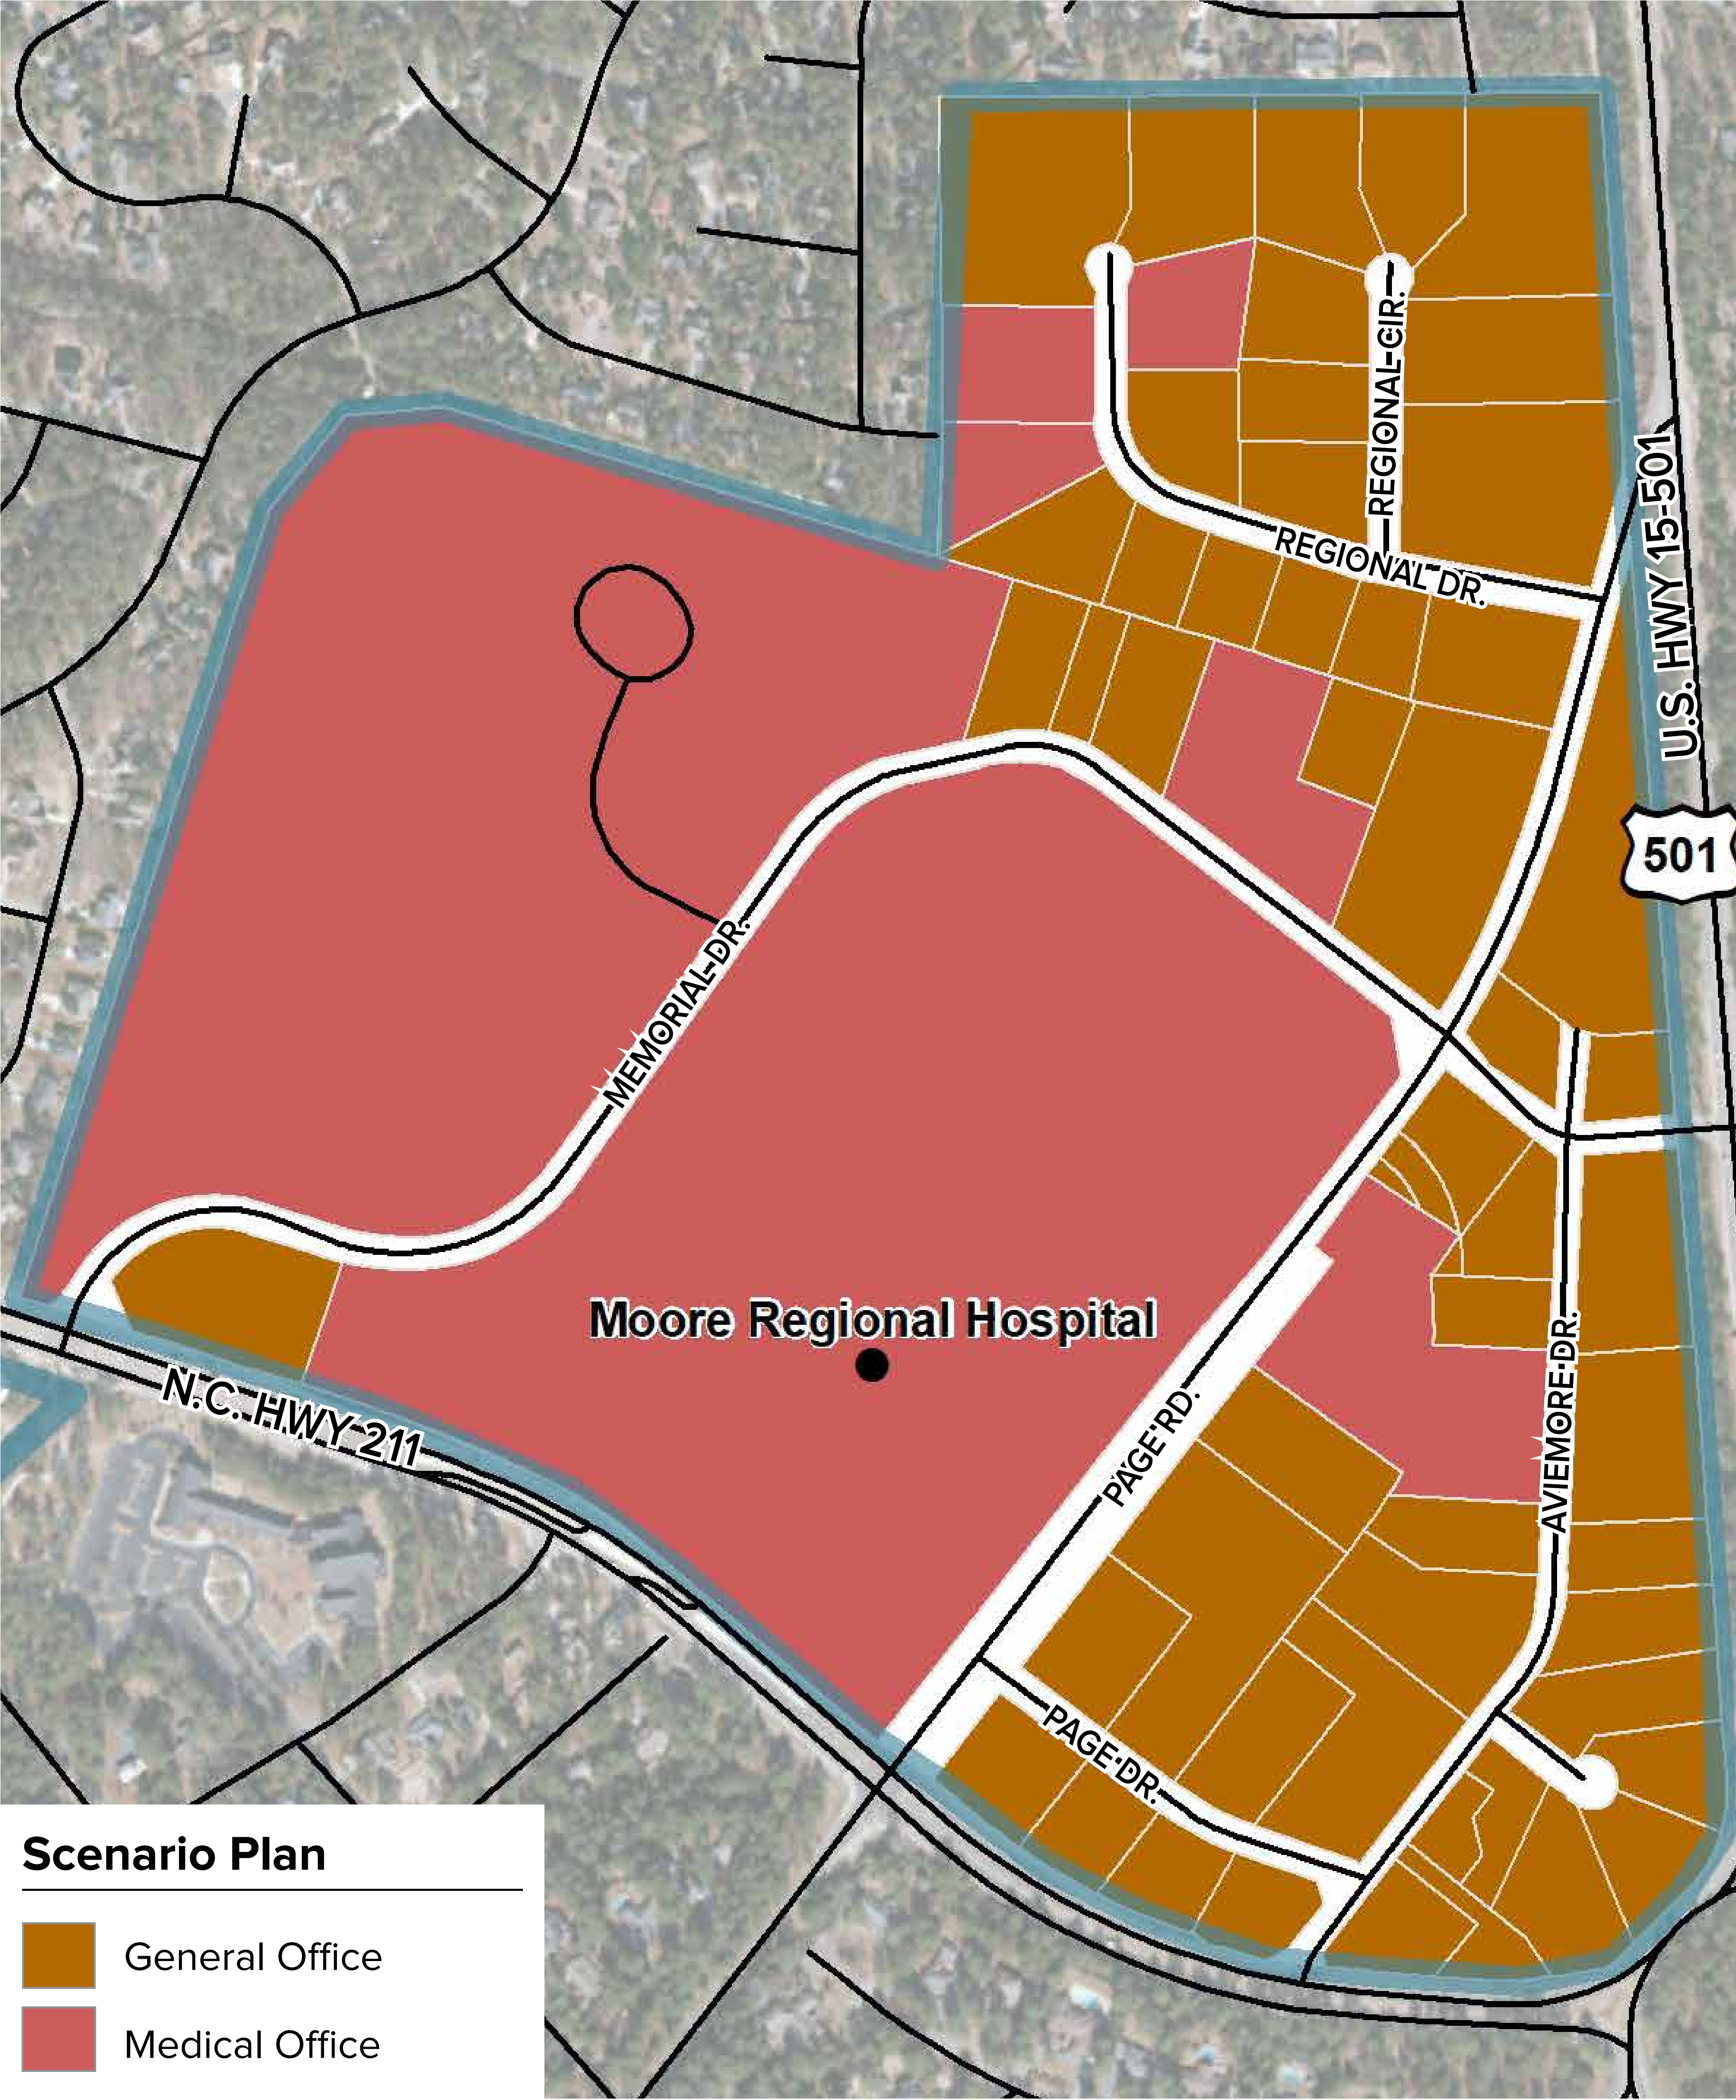 REGIONAL CIR.
REGIONAL DR.
U.S. HWY 15-501
501
MEMORIAL DR.
Moore Regional Hospital
N.C. HWY 211
PAGE RD.
AVIEMORE DR.
PAGE DR.
Scenario Plan
General Office
Medical Office